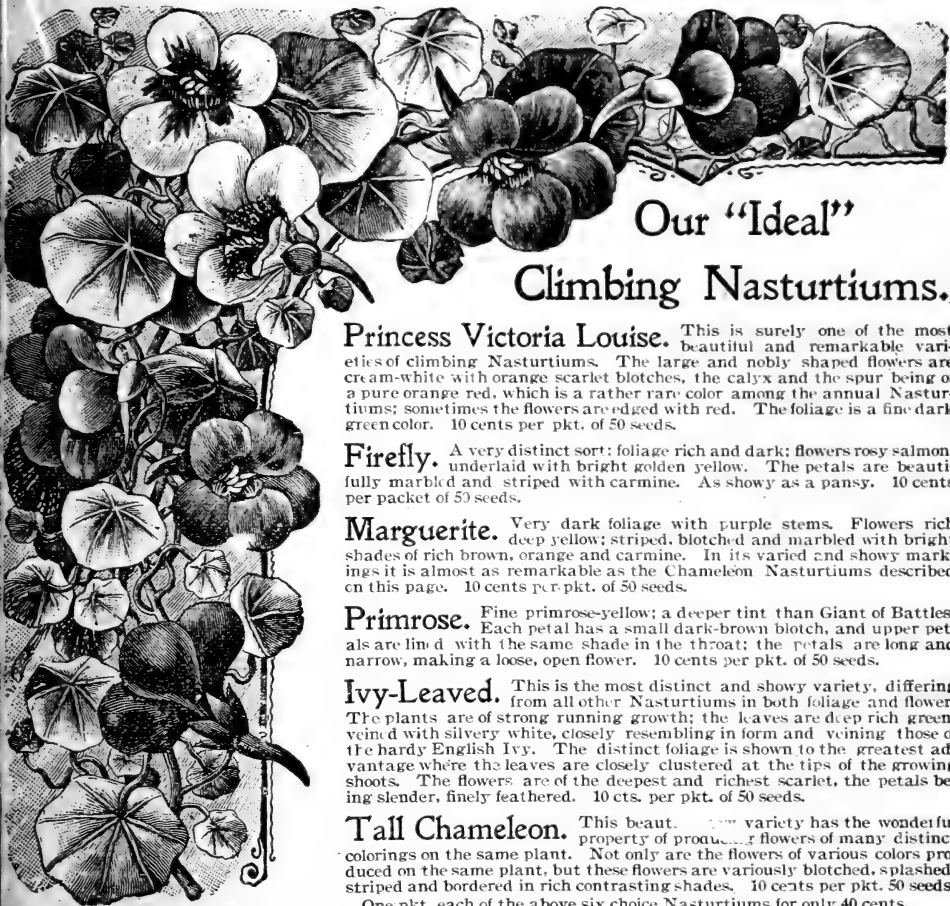 Our “Ideal”
Climbing Nasturtiums.
Princess Victoria Louise. This is surely one of the most
beautiful and remarkable vari-
eties of climbing Nasturtiums. The large and nobly shaped flowers are
cream-white with orange scarlet blotches, the calyx and the spur being o
a pure orange red, which is a rather rare color among the annual Nastur-
tiums; sometimes the flowers are edged with red. The foliage is a fine dark
green color. 10 cents per pkt. of 50 seeds.
Firefly. A very distinct sort: foliage rich and dark; flowers rosy salmon
underlaid with bright golden yellow. The petals are beauti
fully marbled and striped with carmine. As showy as a pansy. 10 cents
per packet of 50 seeds.
Marguerite. Very dark foliage with purple stems. Flowers rich
deep yellow; striped, blotched and marbled with bright
shades of rich brown, orange and carmine. In its varied and showy mark
ings it is almost as remarkable as the Chameleon Nasturtiums described
on this page. 10 cents per pkt. of 50 seeds.
Primrose. Fine primrose-yellow; a deeper tint than Giant of Battles
Each petal has a small dark-brown blotch, and upper pet
als are lined with the same shade in the throat; the petals are long and
narrow, making a loose, open flower. 10 cents per pkt. of 50 seeds.
Ivy-Leaved. This is the most distinct and showy variety, differing
from all other Nasturtiums in both foliage and flower
The plants are of strong running growth; the leaves are deep rich green
veined with silvery white, closely resembling in form and veining those o
the hardy English Ivy. The distinct foliage is shown to the greatest ad
vantage where the leaves are closely clustered at the tips of the growing
shoots. The flowers are of the deepest and richest scarlet, the petals be
ing slender, finely feathered. 10 cts. per pkt. of 50 seeds.
Tall Chameleon. This beaut. variety has the wonderfu
property of flowers of many distinc
colorings on the same plant. Not only are the flowers of various colors pro
duced on the same plant, but these flowers are variously blotched, splashed
striped and bordered in rich contrasting shades. 10 cents per pkt. 50 seeds
One pkt. each of the above six choice Nasturtiums for only 40 cents.